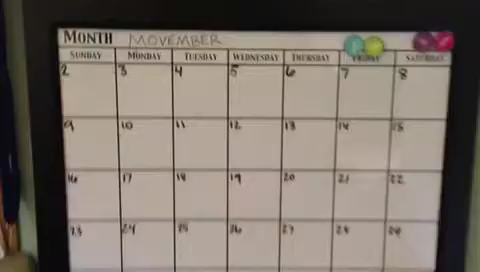 MONTH MOVEMBER
SUNDAY MONDAY TUESDAY WEDNESDAY THURSDAY FRIDAY SATURDAY
2 3 4 5 6 7 8
9 10 11 12 13 14 15
16 17 18 19 20 21 22
23 24 25 26 27 28 29